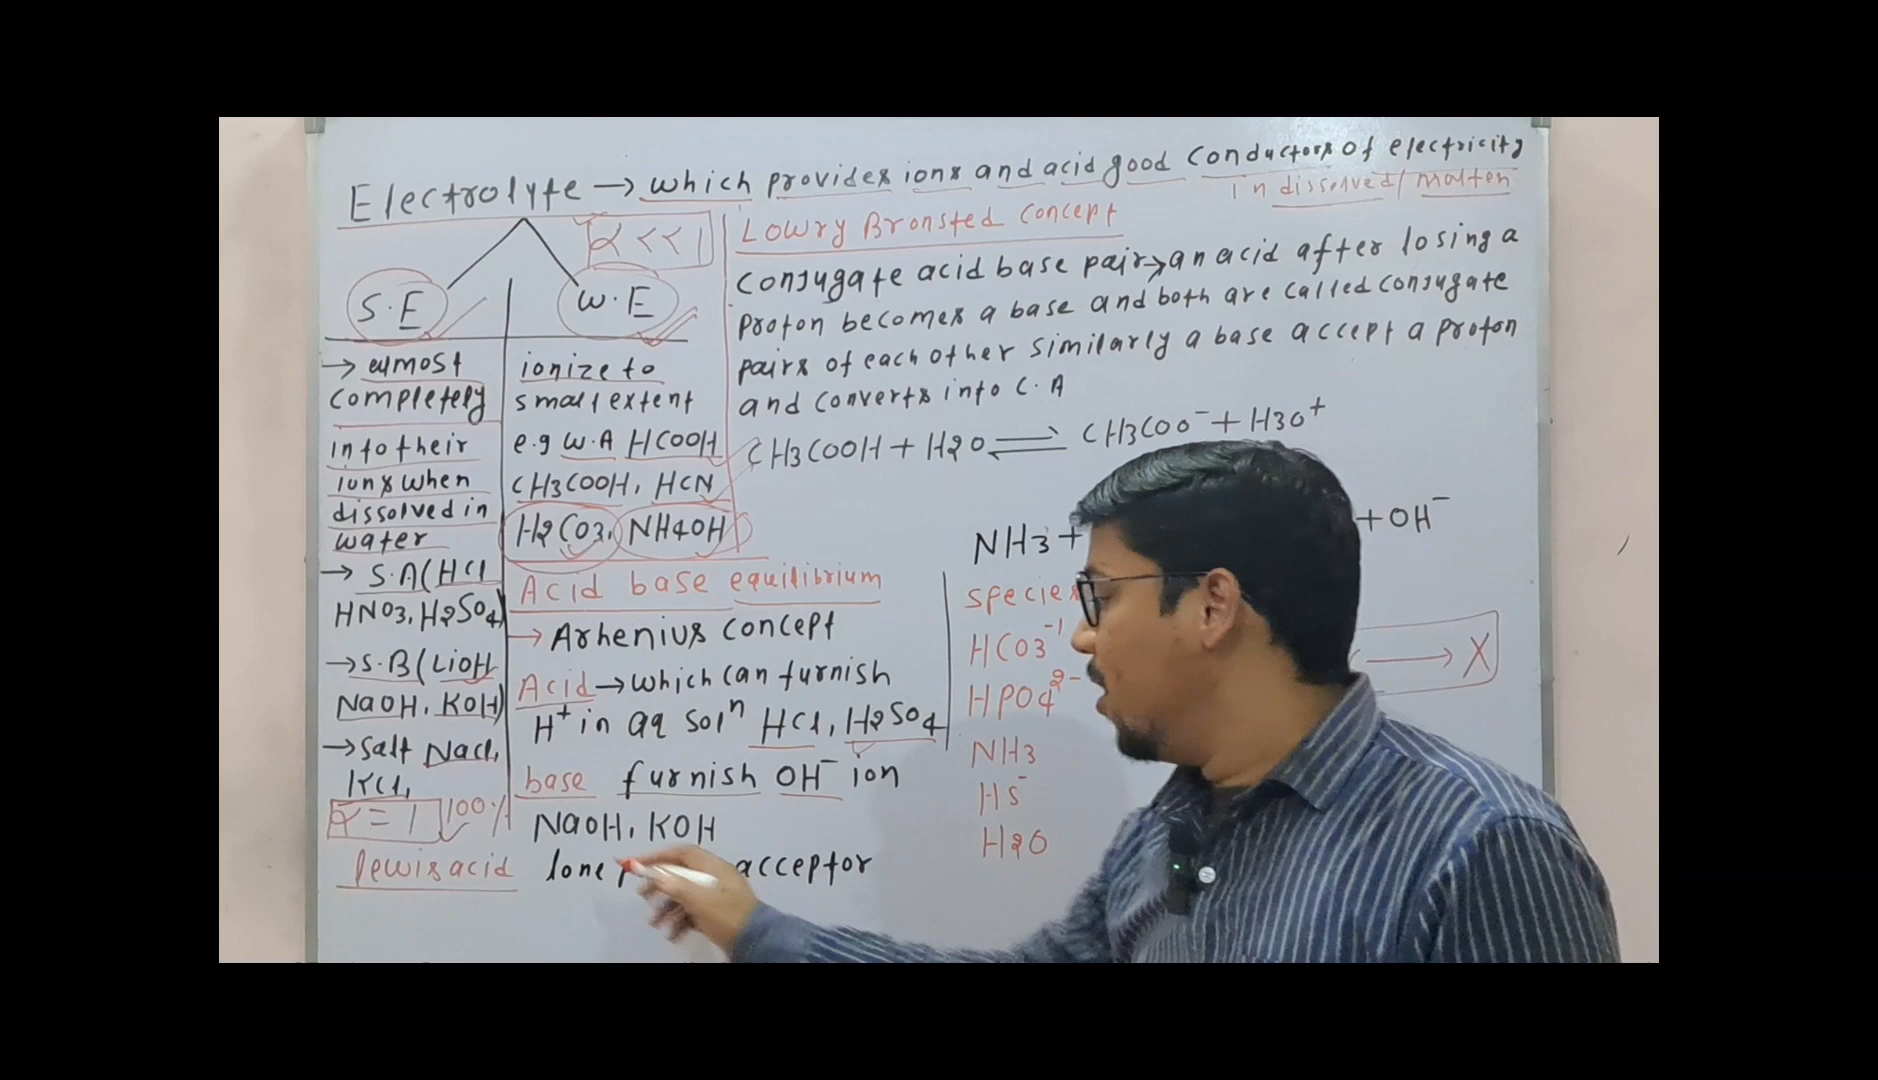 Electrolyte → which provides ions and acid good conductors of electricity
in dissolved/molten
α << 1
S.E
W.E
→ almost
completely
into their
ions when
dissolved in
water
→ S.A(HCl
HNO3, H2SO4)
→ S.B(LiOH
NaOH, KOH)
→ salt NaCl,
KCl,
α = 1 100%
ionize to
small extent
e.g W.A HCOOH
CH3COOH, HCN
H2CO3, NH4OH
Acid base equilibrium
→ Arhenius concept
Acid → which can furnish
H+ in aq solⁿ HCl, H2SO4
base furnish OH⁻ ion
NaOH, KOH
lewis acid lone acceptor
Lowry Bronsted concept
conjugate acid base pair → an acid after losing a
proton becomes a base and both are called conjugate
pairs of each other similarly a base accept a proton
and converts into C.A
CH3COOH + H2O ⇌ CH3COO⁻ + H3O⁺
NH3 + + OH⁻
species
HCO3⁻¹
HPO4²⁻
NH3
HS⁻
H2O
→ X